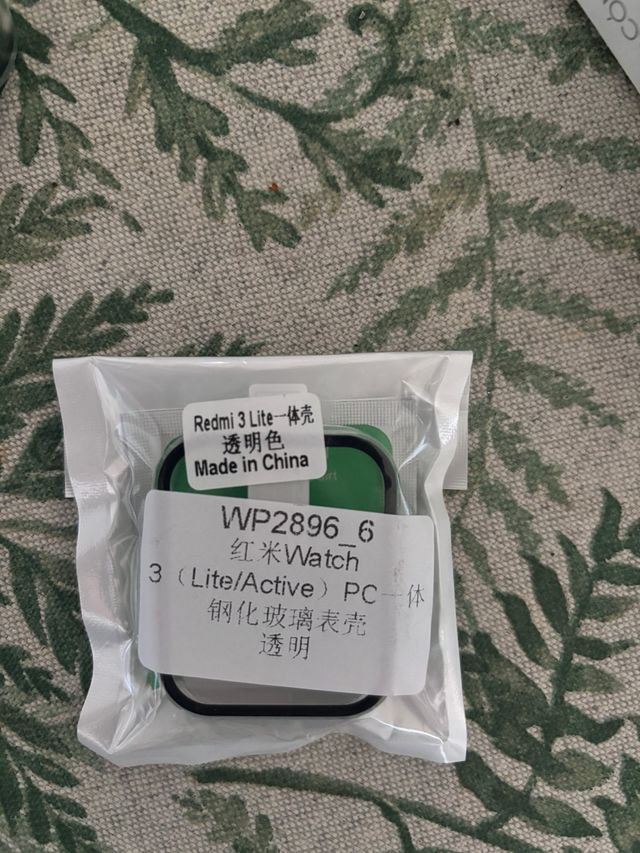 Redmi 3 Lite一体壳
透明色
Made in China
WP2896_6
红米Watch
3（Lite/Active）PC一体
钢化玻璃表壳
透明